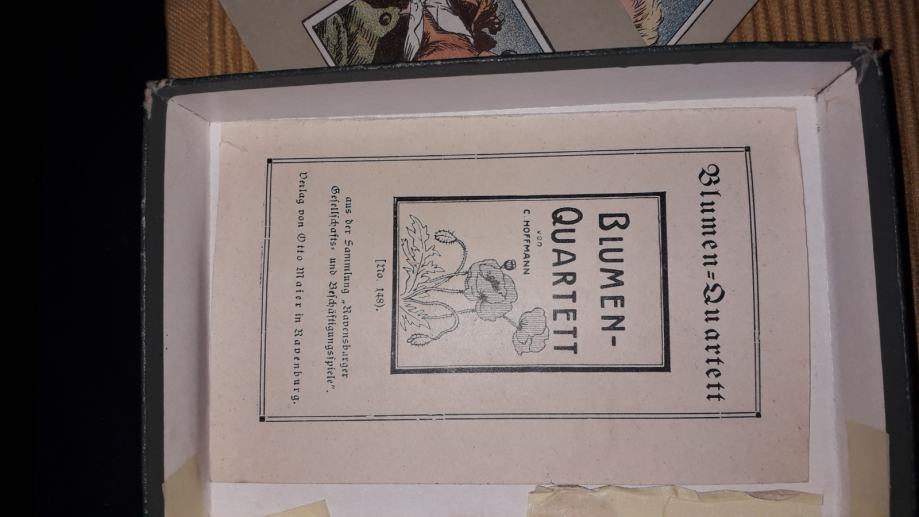 Blumen-Quartett
BLUMEN-
QUARTETT
von
C. HOFFMANN
[No. 148).
aus der Sammlung „Ravensburger
Gesellschafts- und Beschäftigungsspiele“.
Verlag von Otto Maier in Ravenburg.